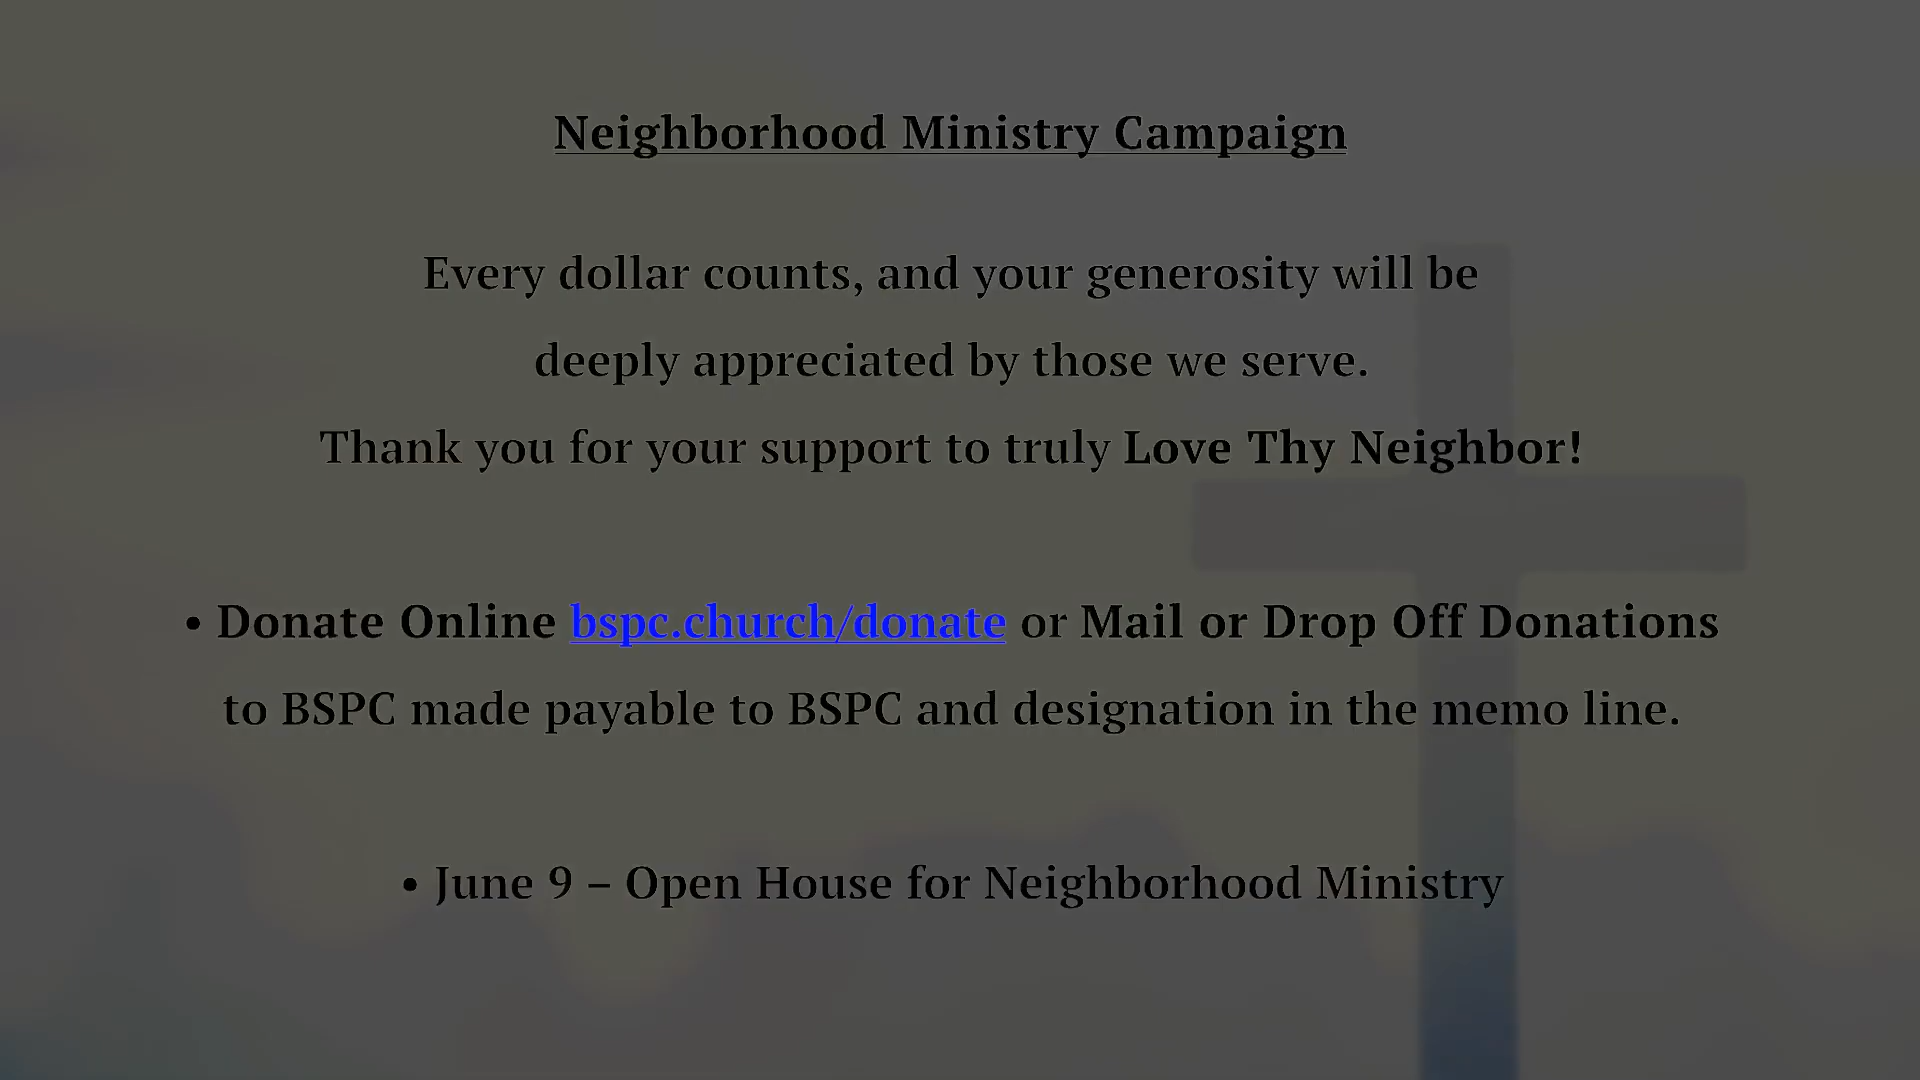 Neighborhood Ministry Campaign
Every dollar counts, and your generosity will be
deeply appreciated by those we serve.
Thank you for your support to truly Love Thy Neighbor!
• Donate Online bspc.church/donate or Mail or Drop Off Donations
to BSPC made payable to BSPC and designation in the memo line.
• June 9 – Open House for Neighborhood Ministry